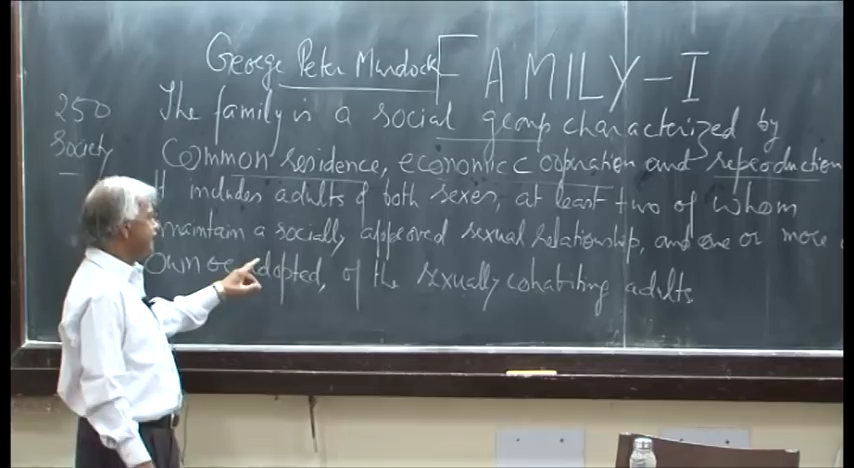 George Peter Murdock FAMILY-I
250
Society
The family is a social group characterized by
Common residence, economic cooperation and reproduction
It includes adults of both sexes, at least two of whom
maintain a socially approved sexual relationship, and one or more
own or adopted, of the sexually cohabiting adults